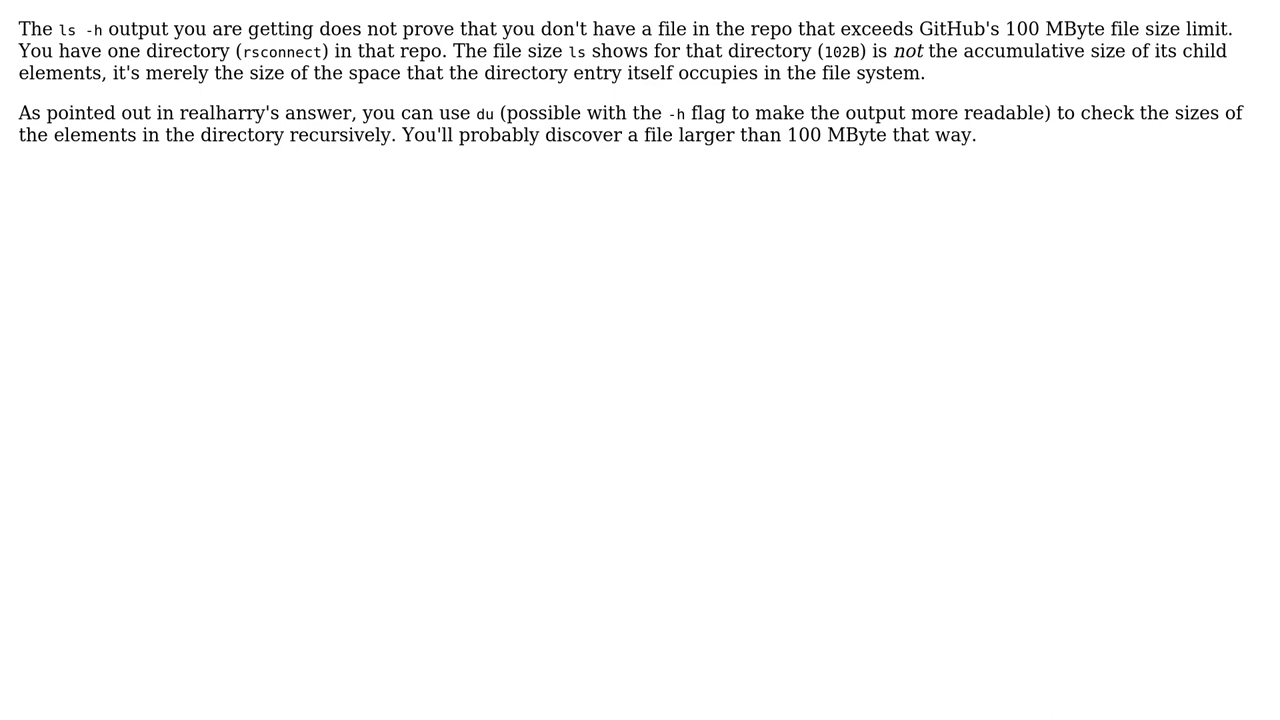 The ls -h output you are getting does not prove that you don't have a file in the repo that exceeds GitHub's 100 MByte file size limit.
You have one directory (rsconnect) in that repo. The file size ls shows for that directory (102B) is not the accumulative size of its child
elements, it's merely the size of the space that the directory entry itself occupies in the file system.
As pointed out in realharry's answer, you can use du (possible with the -h flag to make the output more readable) to check the sizes of
the elements in the directory recursively. You'll probably discover a file larger than 100 MByte that way.